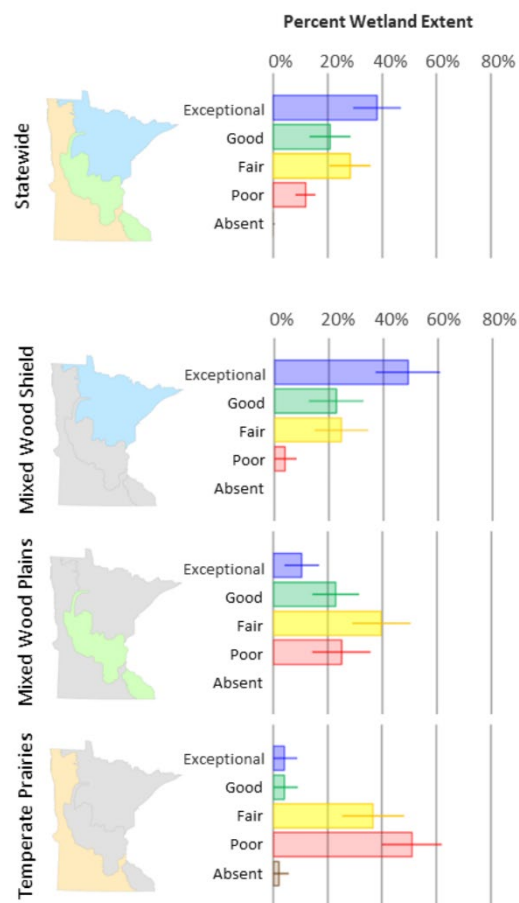 Percent Wetland Extent
0% 20% 40% 60% 80%
Statewide
Exceptional
Good
Fair
Poor
Absent
0% 20% 40% 60% 80%
Mixed Wood Shield
Exceptional
Good
Fair
Poor
Absent
Mixed Wood Plains
Exceptional
Good
Fair
Poor
Absent
Temperate Prairies
Exceptional
Good
Fair
Poor
Absent